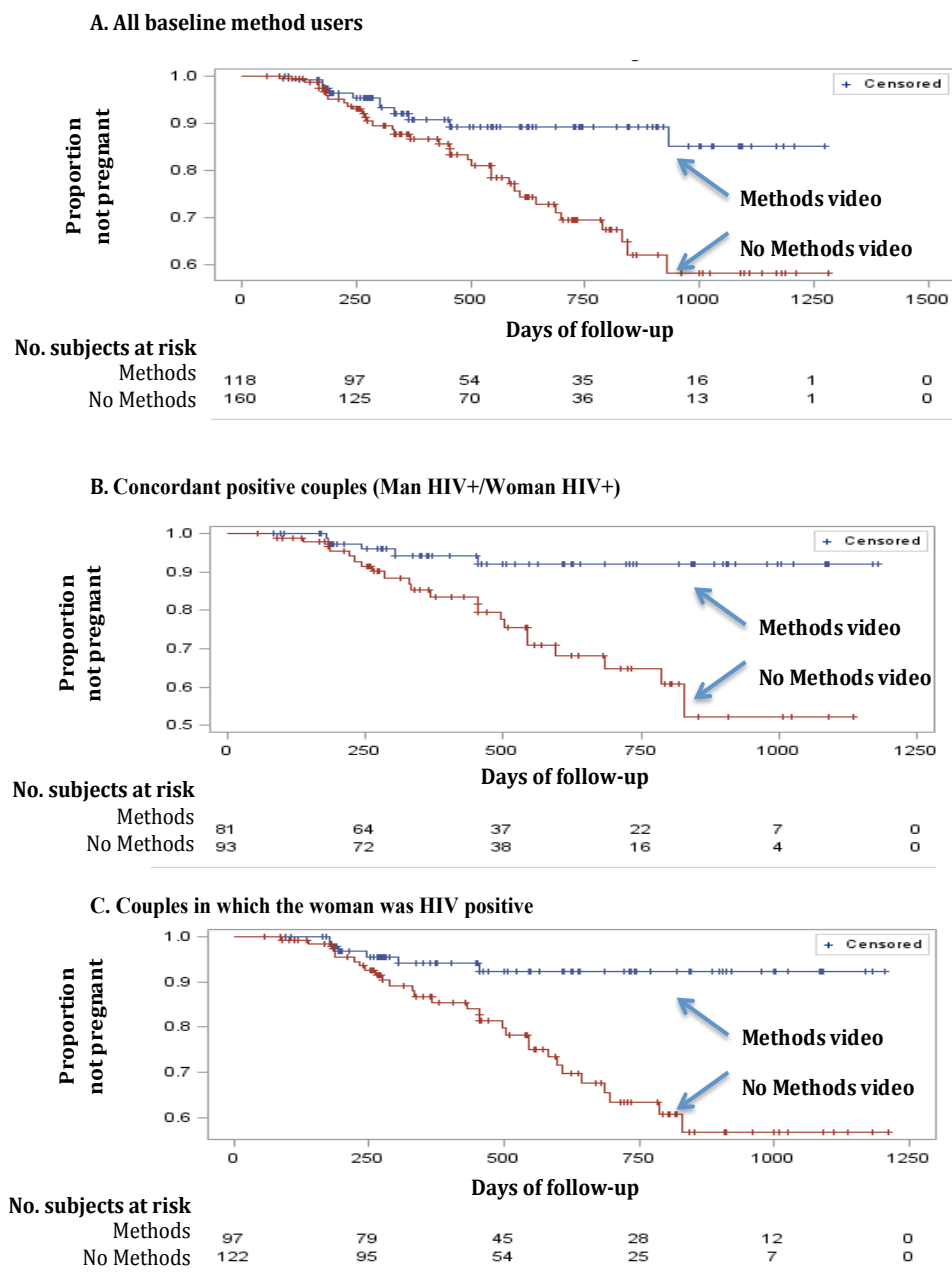 A. All baseline method users
+ Censored
1.0
0.9
0.8
0.7
0.6
Proportion
not pregnant
Methods video
No Methods video
0 250 500 750 1000 1250 1500
Days of follow-up
No. subjects at risk
Methods 118 97 54 35 16 1 0
No Methods 160 125 70 36 13 1 0
B. Concordant positive couples (Man HIV+/Woman HIV+)
+ Censored
1.0
0.9
0.8
0.7
0.6
0.5
Proportion
not pregnant
Methods video
No Methods video
0 250 500 750 1000 1250
Days of follow-up
No. subjects at risk
Methods 81 64 37 22 7 0
No Methods 93 72 38 16 4 0
C. Couples in which the woman was HIV positive
+ Censored
1.0
0.9
0.8
0.7
0.6
Proportion
not pregnant
Methods video
No Methods video
0 250 500 750 1000 1250
Days of follow-up
No. subjects at risk
Methods 97 79 45 28 12 0
No Methods 122 95 54 25 7 0